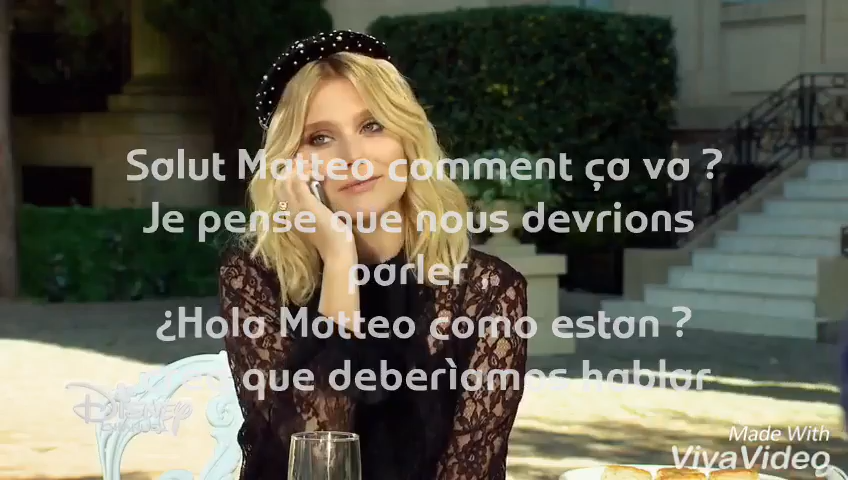 Salut Matteo comment ça va ?
Je pense que nous devrions
parler ,
¿Hola Matteo como estan ?
que deberìamos hablar
Disney
CHANNEL
Made With
VivaVideo